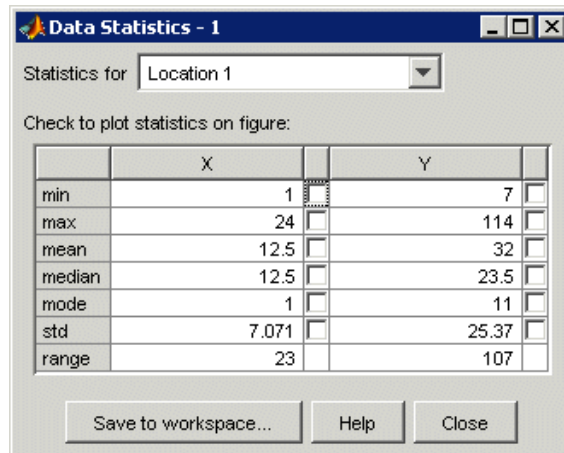 Data Statistics - 1
Statistics for Location 1
Check to plot statistics on figure:
X Y
min 1 7
max 24 114
mean 12.5 32
median 12.5 23.5
mode 1 11
std 7.071 25.37
range 23 107
Save to workspace... Help Close